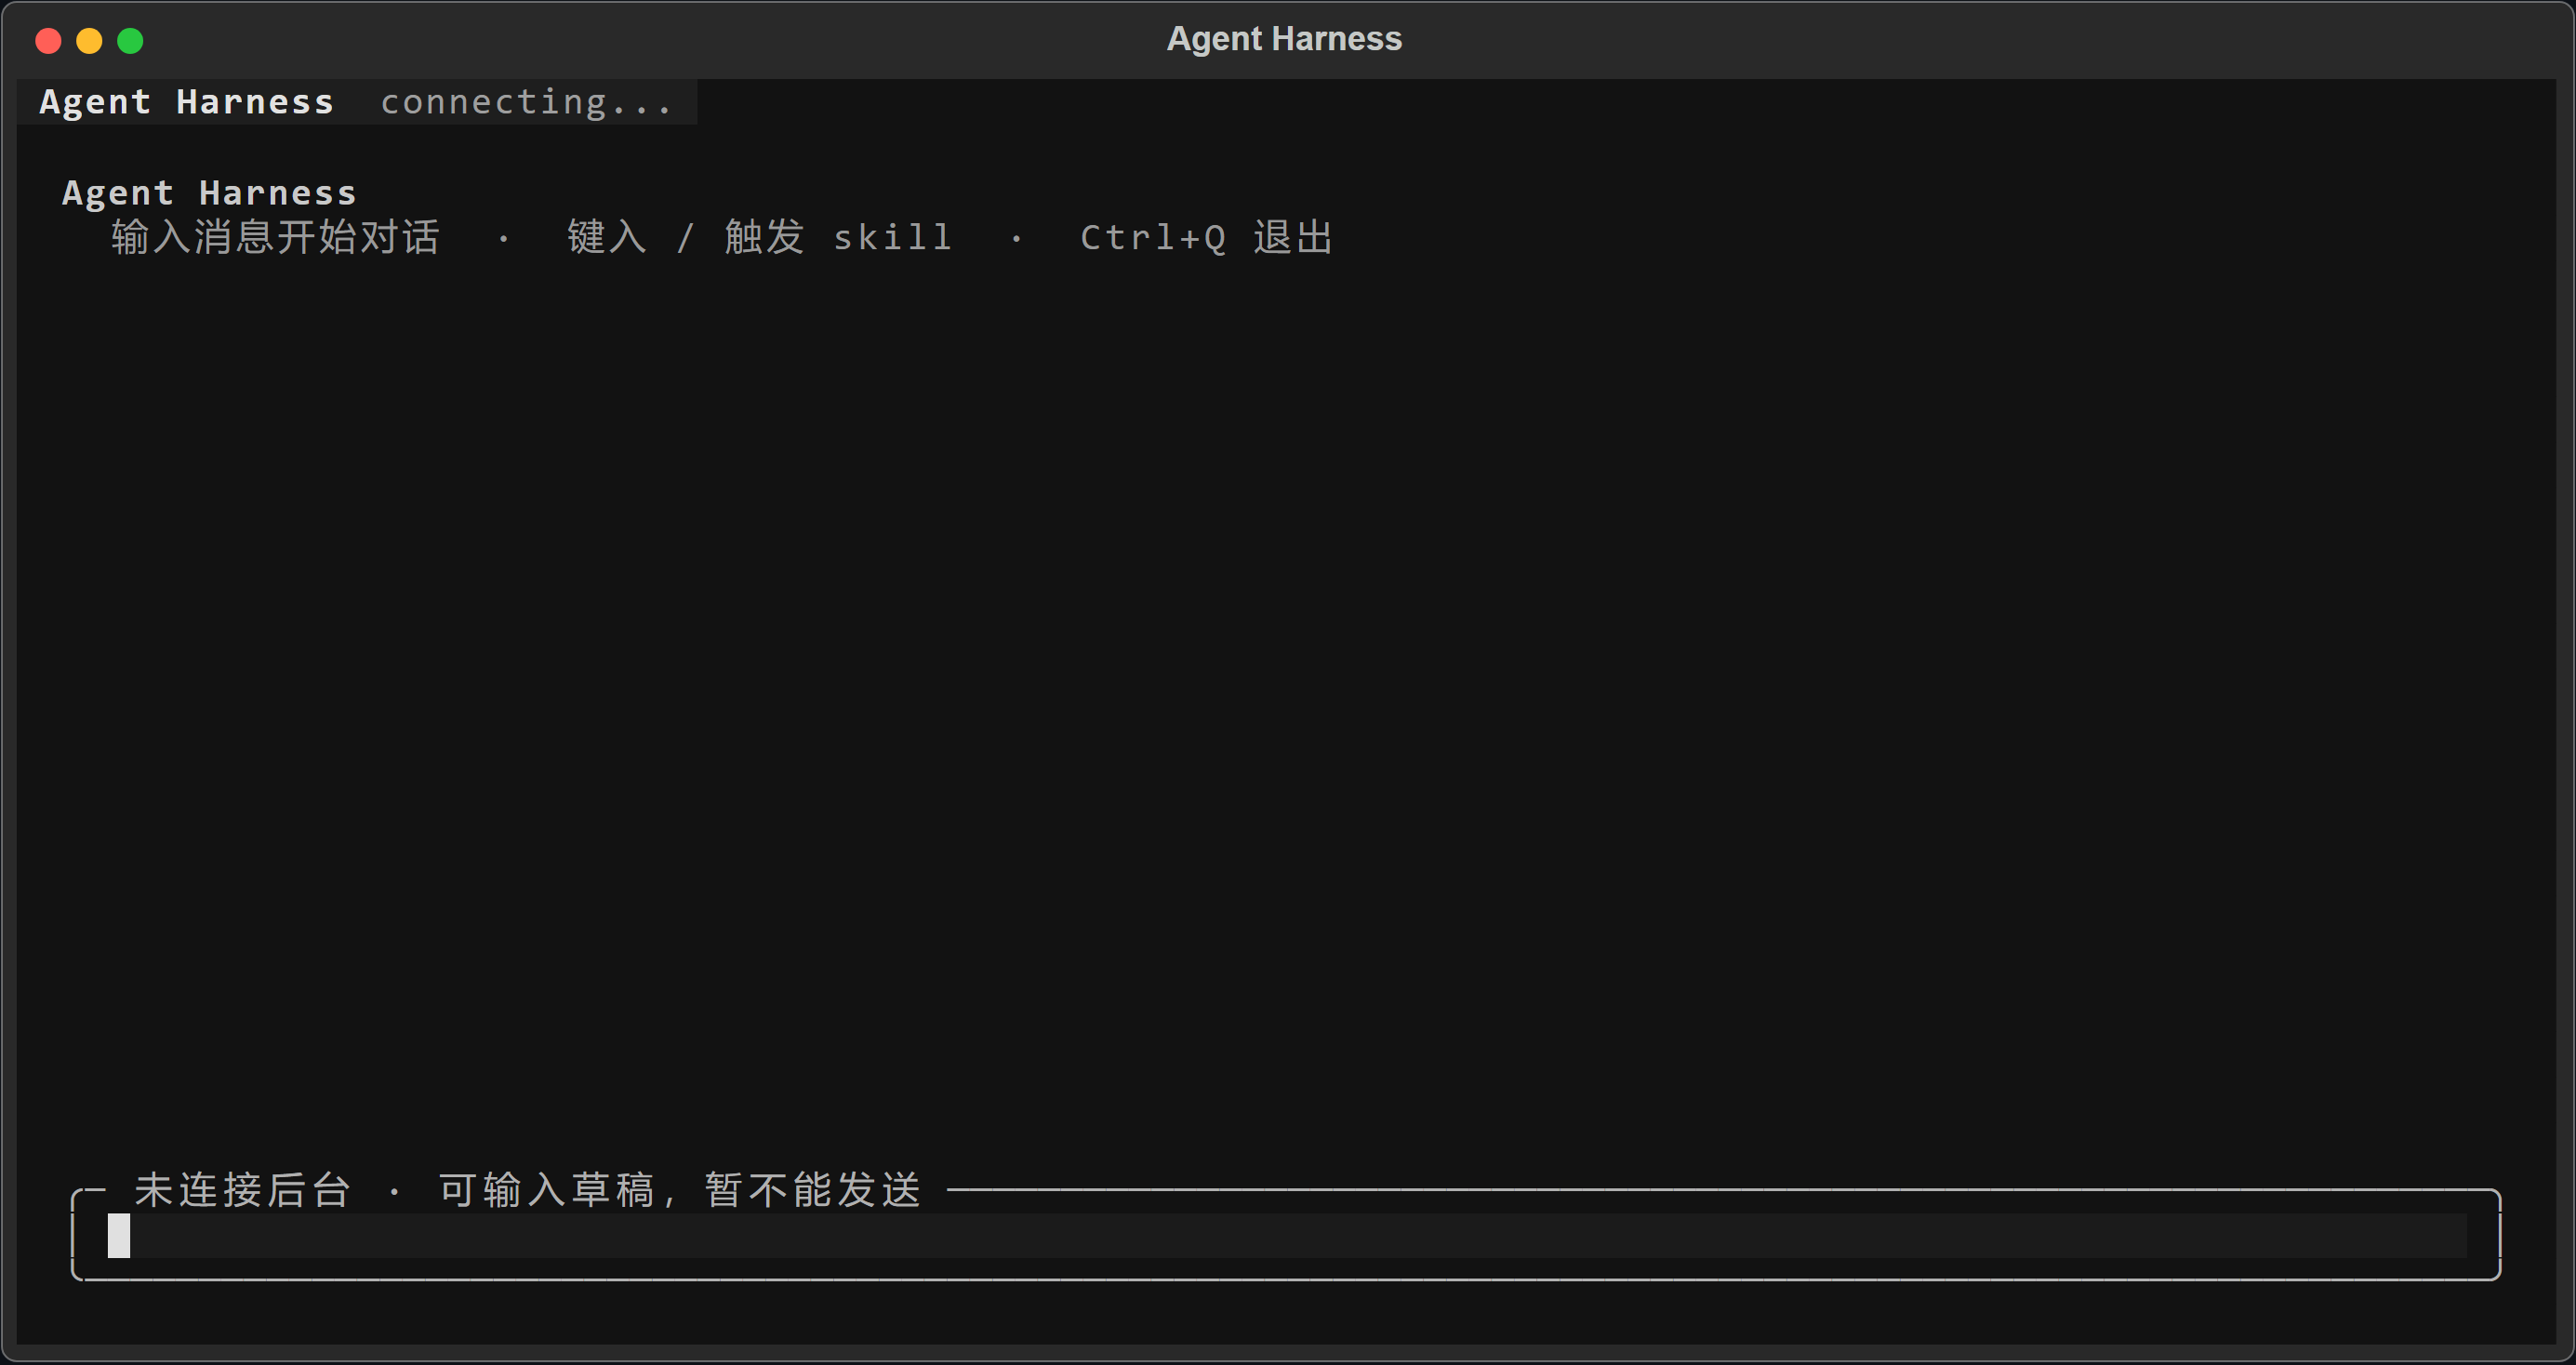 Agent Harness
Agent Harness  connecting...
Agent Harness
输入消息开始对话  ·  键入 / 触发 skill  ·  Ctrl+Q 退出
未连接后台 · 可输入草稿, 暂不能发送